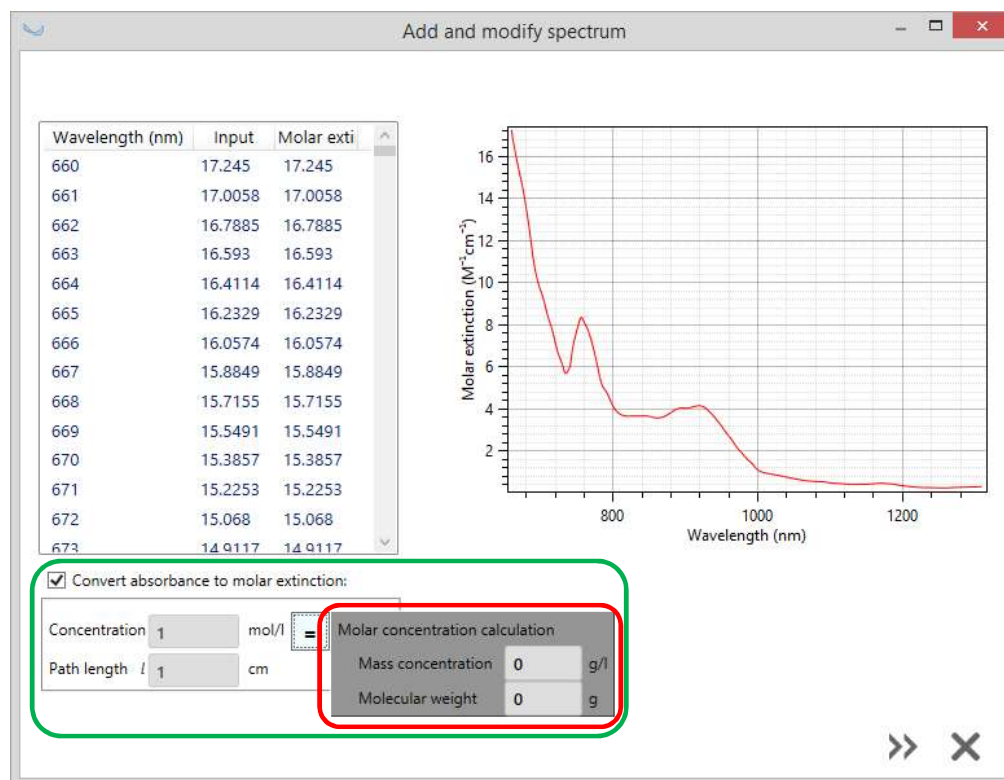 Add and modify spectrum
Wavelength (nm) Input Molar exti
660 17.245 17.245
661 17.0058 17.0058
662 16.7885 16.7885
663 16.593 16.593
664 16.4114 16.4114
665 16.2329 16.2329
666 16.0574 16.0574
667 15.8849 15.8849
668 15.7155 15.7155
669 15.5491 15.5491
670 15.3857 15.3857
671 15.2253 15.2253
672 15.068 15.068
673 14.9117 14.9117
Molar extinction (M⁻¹cm⁻¹)
16
14
12
10
8
6
4
2
800 1000 1200
Wavelength (nm)
Convert absorbance to molar extinction:
Concentration 1 mol/l =
Path length l 1 cm
Molar concentration calculation
Mass concentration 0 g/l
Molecular weight 0 g